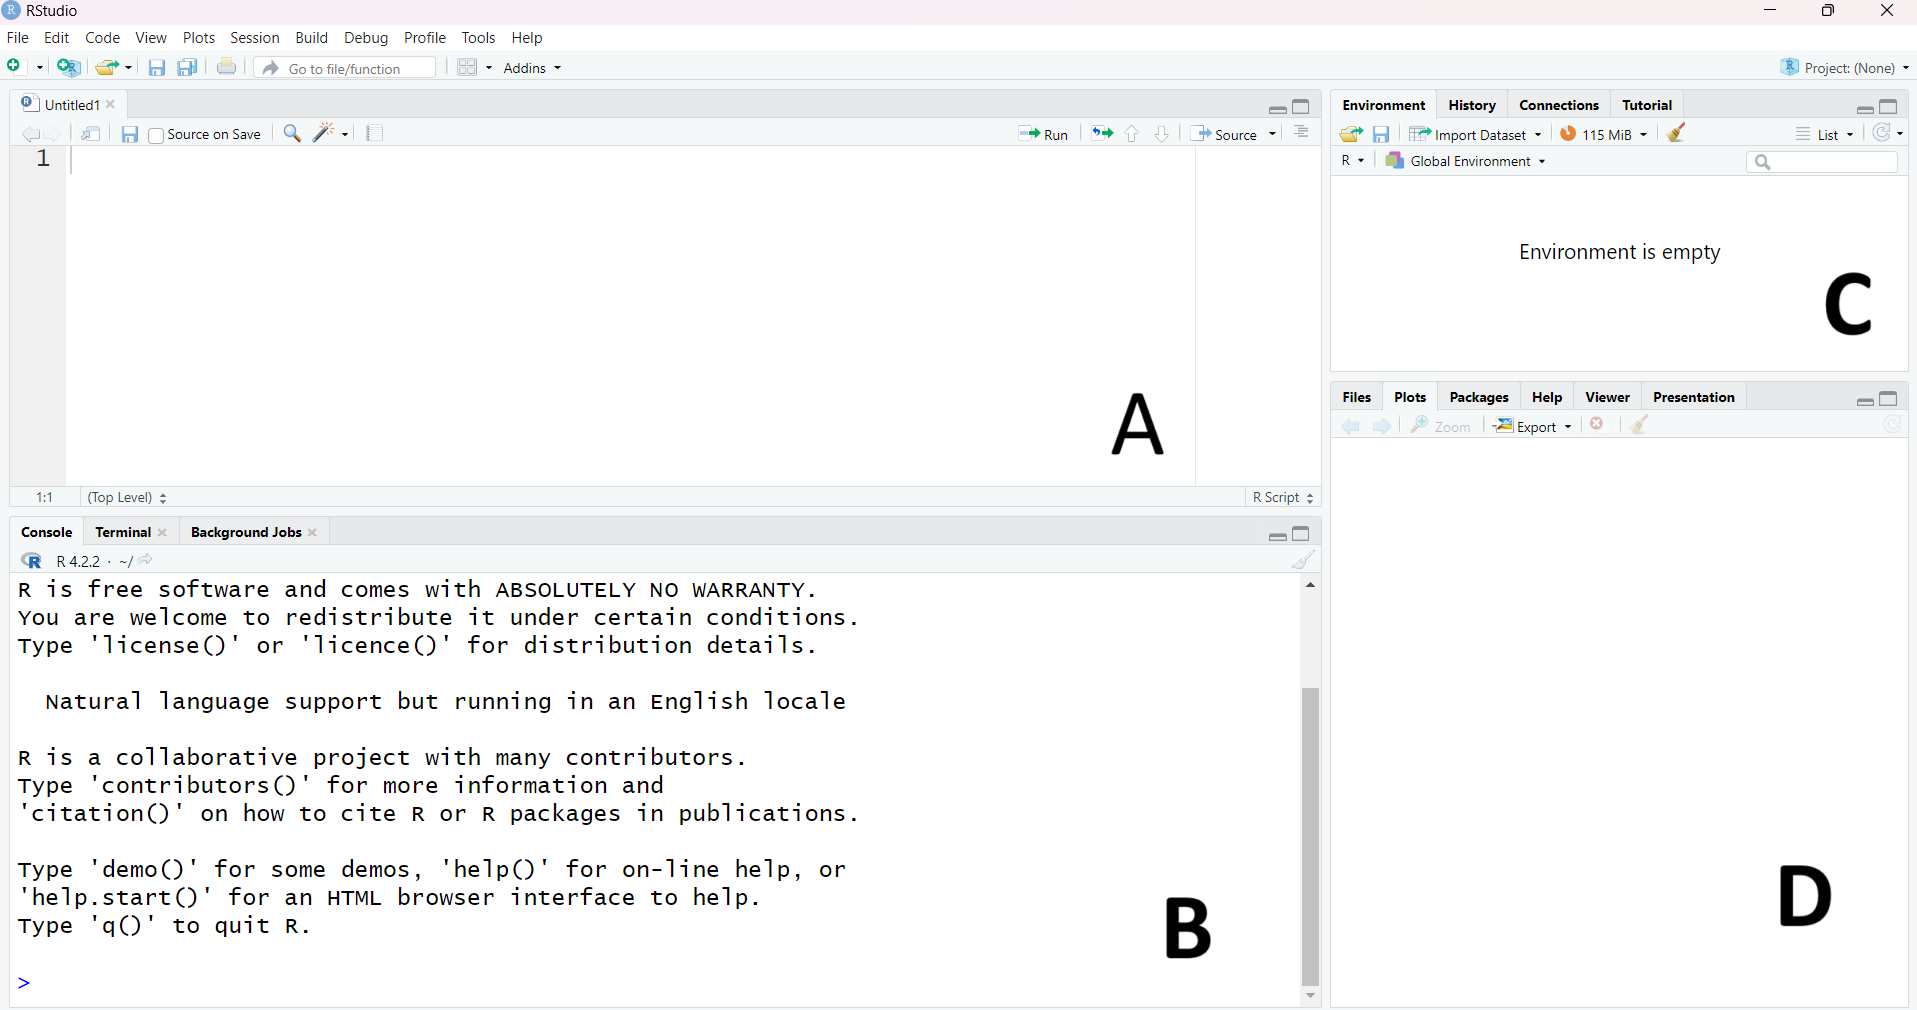 RStudio
File Edit Code View Plots Session Build Debug Profile Tools Help
Go to file/function Addins Project: (None)
Untitled1
Source on Save Run Source
1
A
1:1 (Top Level) R Script
Console Terminal Background Jobs
R 4.2.2 · ~/
R is free software and comes with ABSOLUTELY NO WARRANTY.
You are welcome to redistribute it under certain conditions.
Type 'license()' or 'licence()' for distribution details.
Natural language support but running in an English locale
R is a collaborative project with many contributors.
Type 'contributors()' for more information and
'citation()' on how to cite R or R packages in publications.
Type 'demo()' for some demos, 'help()' for on-line help, or
'help.start()' for an HTML browser interface to help.
Type 'q()' to quit R.
B
>
Environment History Connections Tutorial
Import Dataset 115 MiB List
R Global Environment
Environment is empty
C
Files Plots Packages Help Viewer Presentation
Zoom Export
D